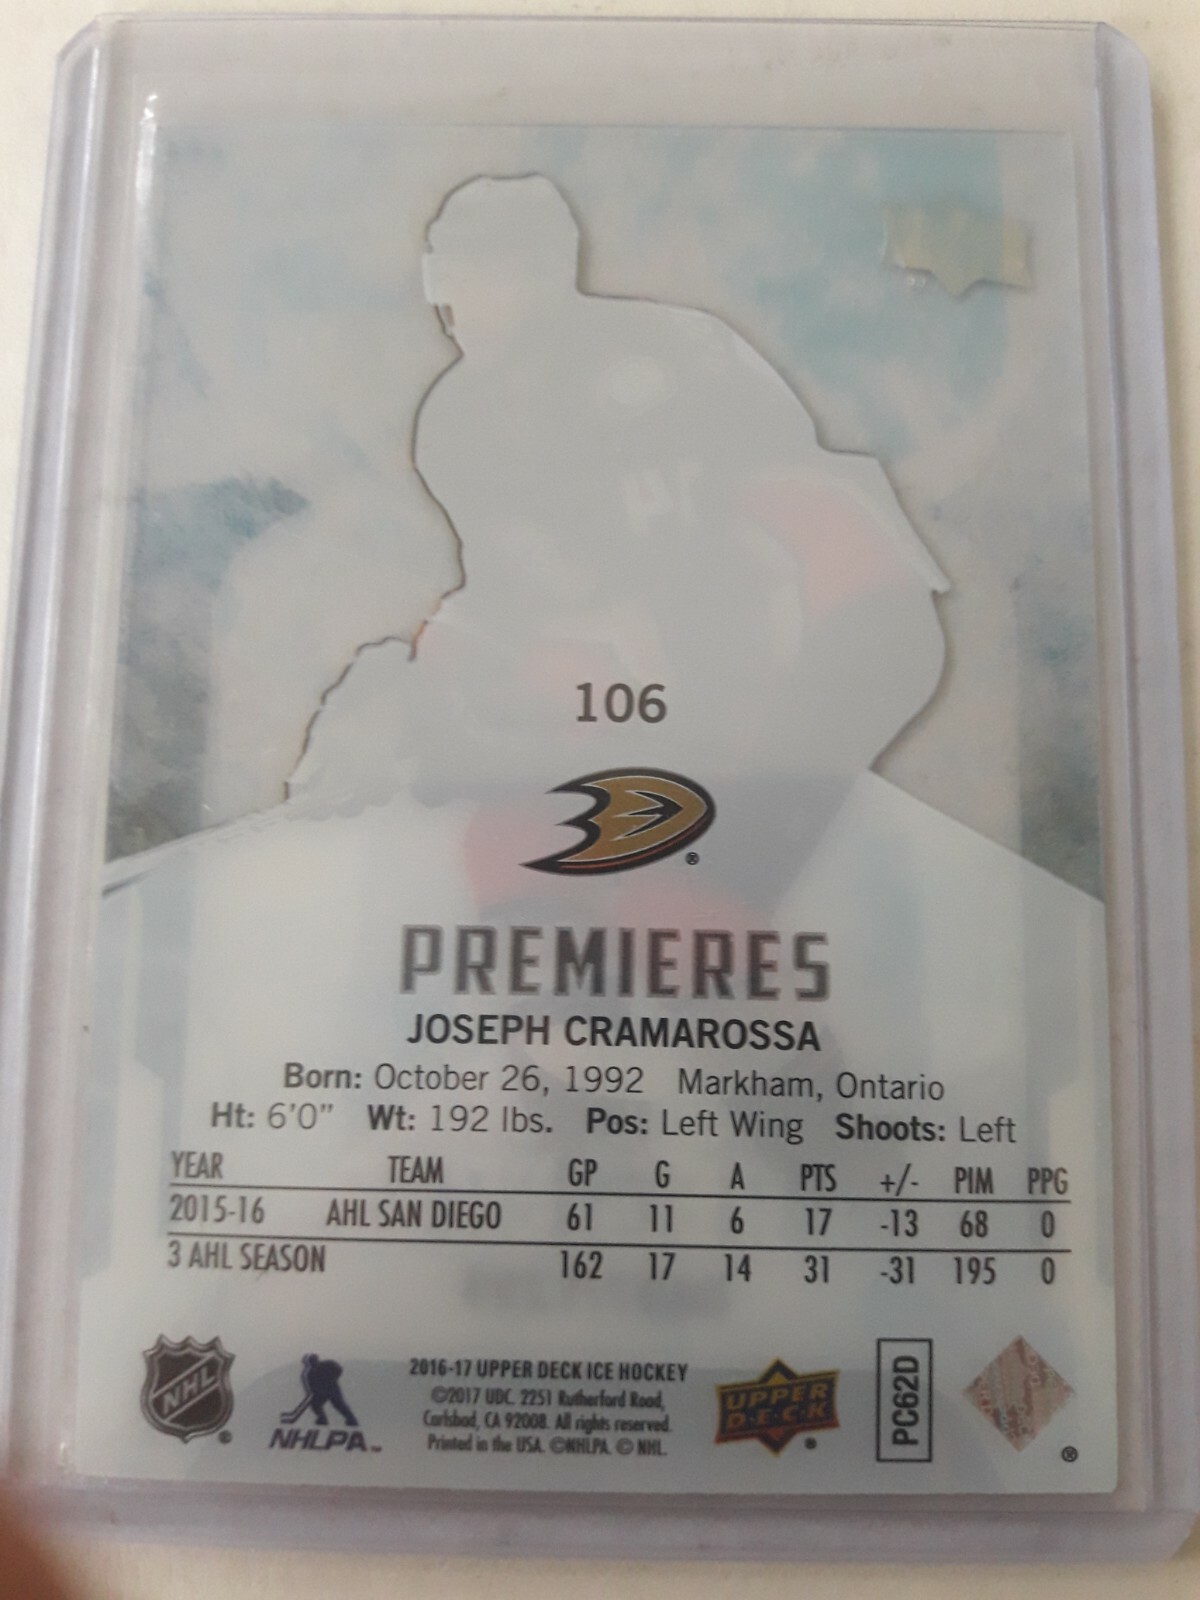 106
®
PREMIERES
JOSEPH CRAMAROSSA
Born: October 26, 1992 Markham, Ontario
Ht: 6'0" Wt: 192 lbs. Pos: Left Wing Shoots: Left
YEAR TEAM GP G A PTS +/- PIM PPG
2015-16 AHL SAN DIEGO 61 11 6 17 -13 68 0
3 AHL SEASON 162 17 14 31 -31 195 0
NHL ®
NHLPA™
2016-17 UPPER DECK ICE HOCKEY
©2017 UDC. 2251 Rutherford Road,
Carlsbad, CA 92008. All rights reserved.
Printed in the USA. ©NHLPA. © NHL.
UPPER
D·E·C·K ®
PC62D
®